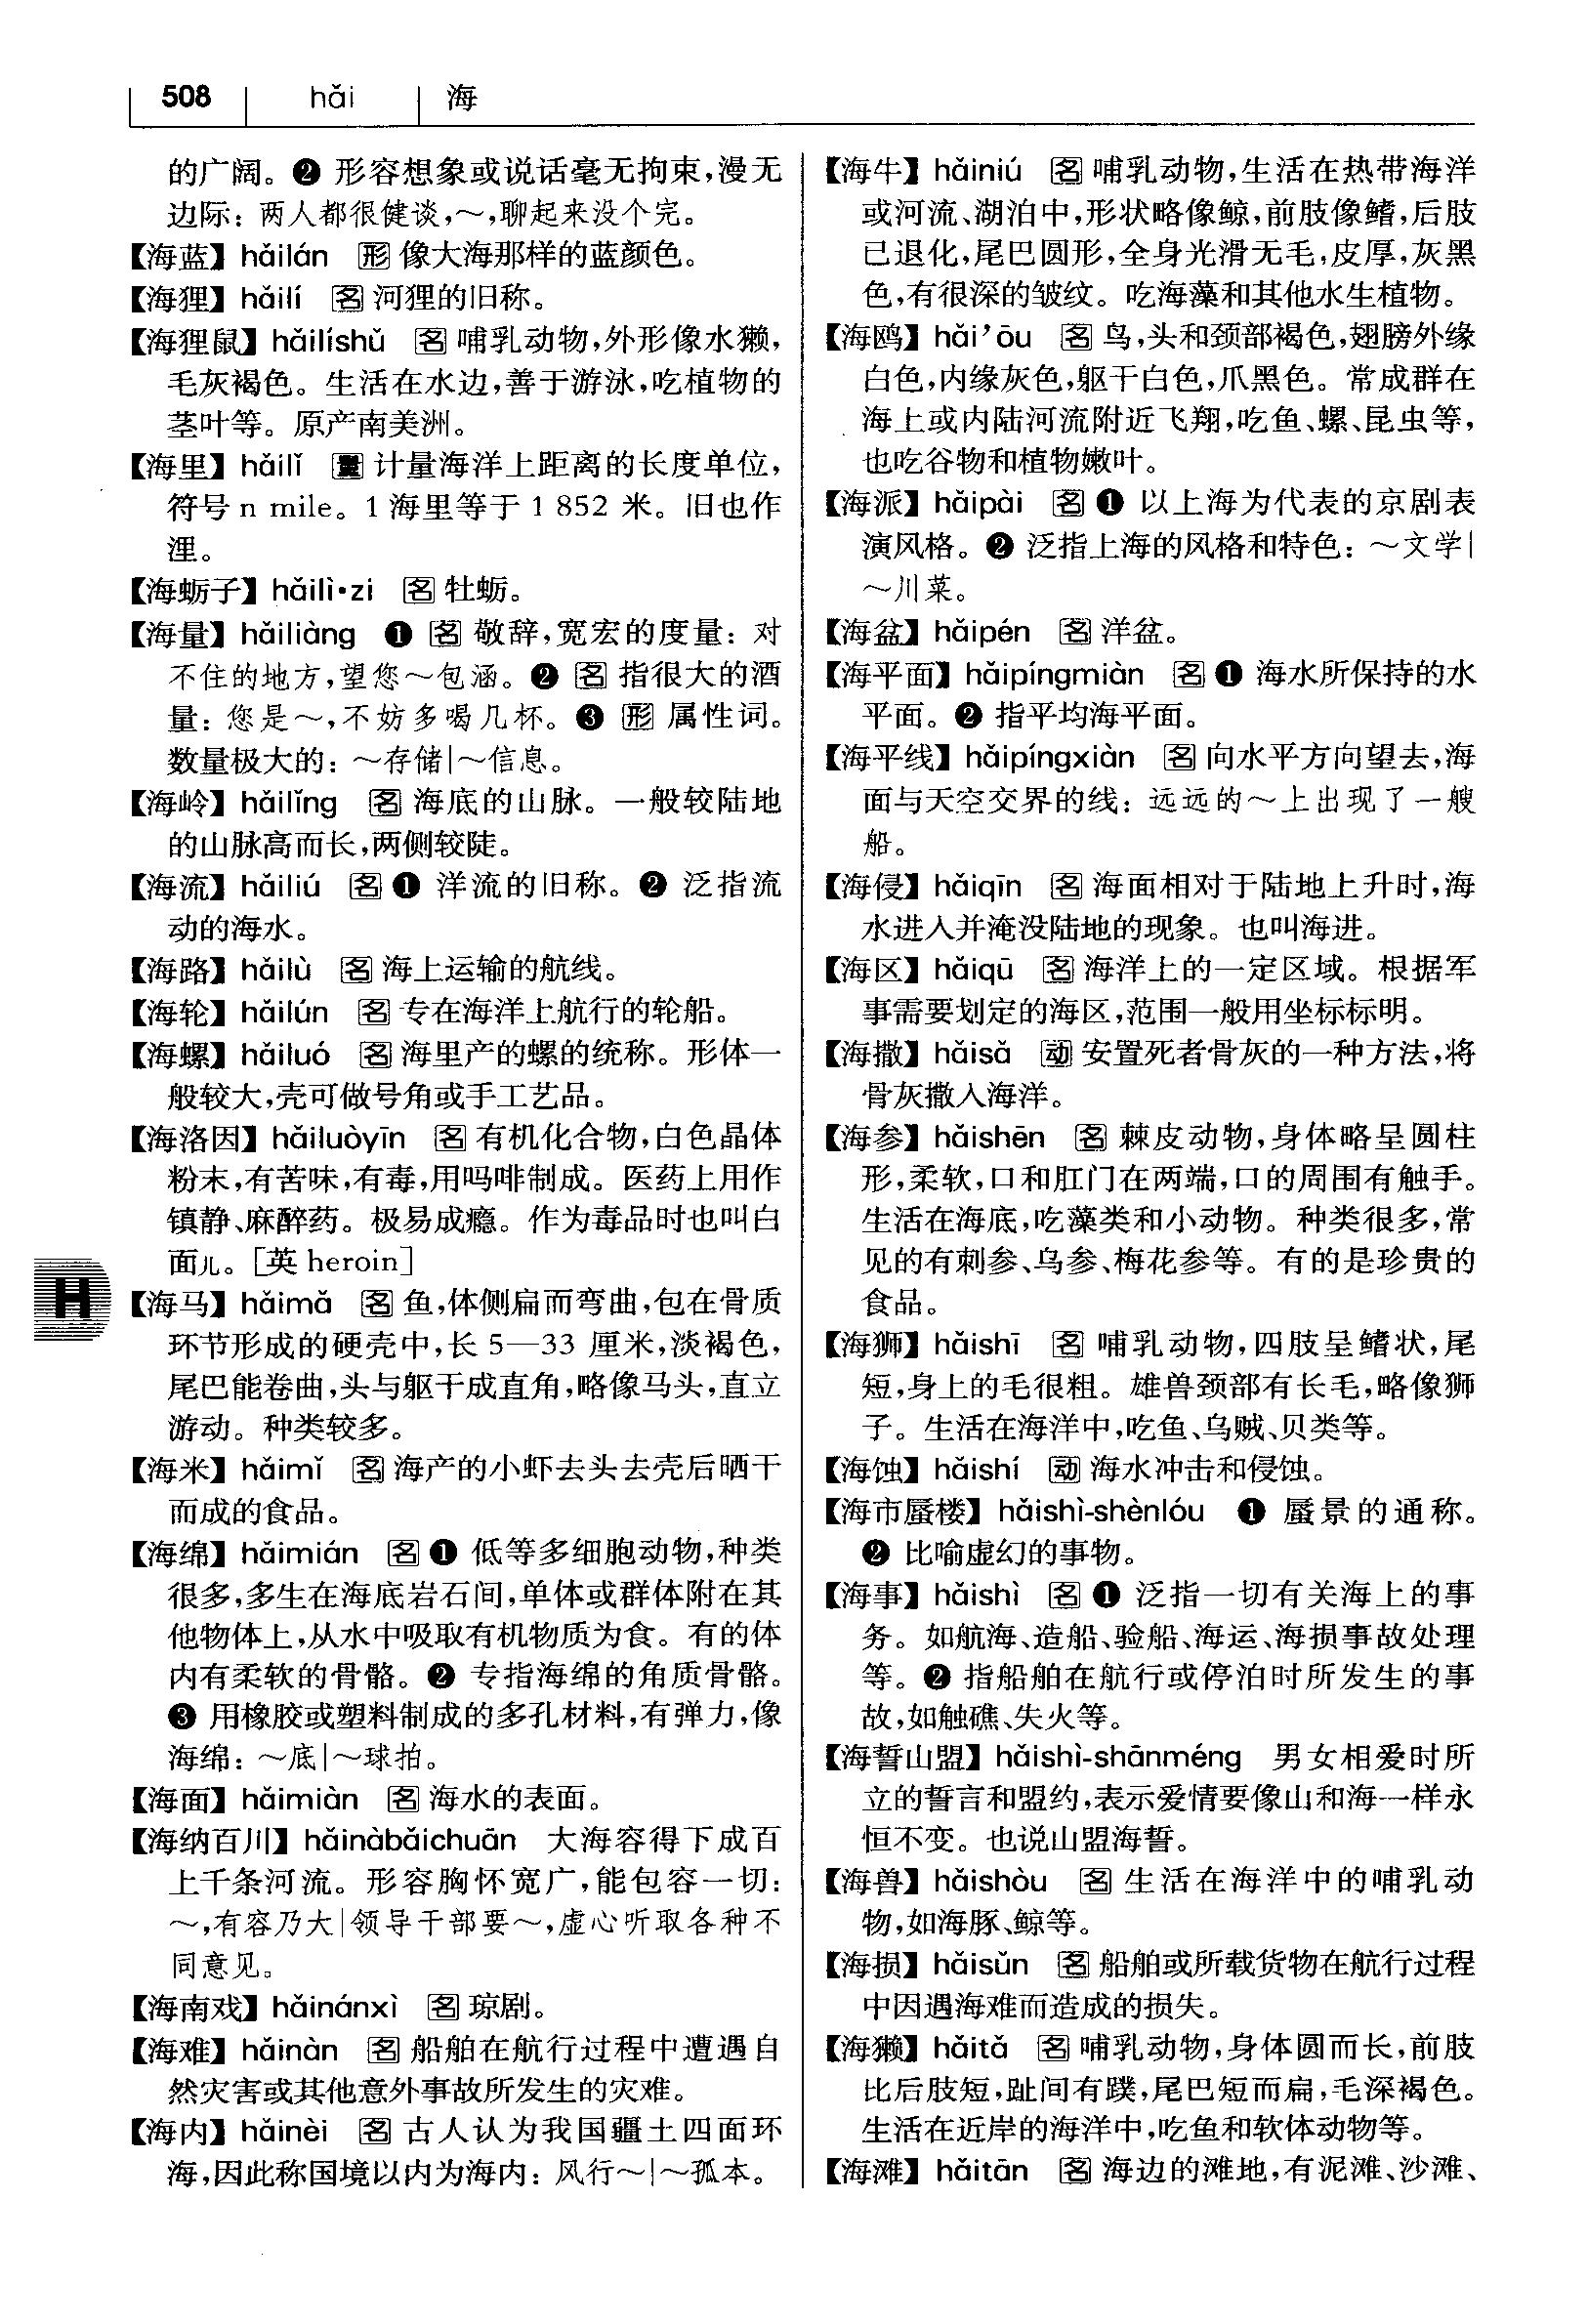 508 hǎi 海
的广阔。❷ 形容想象或说话毫无拘束,漫无
边际：两人都很健谈,～,聊起来没个完。
【海蓝】hǎilán 名形 像大海那样的蓝颜色。
【海狸】hǎilí 名 河狸的旧称。
【海狸鼠】hǎilíshǔ 名 哺乳动物,外形像水獭,
毛灰褐色。生活在水边,善于游泳,吃植物的
茎叶等。原产南美洲。
【海里】hǎilǐ 量 计量海洋上距离的长度单位,
符号 n mile。1 海里等于 1 852 米。旧也作
浬。
【海蛎子】hǎilì·zi 名 牡蛎。
【海量】hǎiliàng ❶ 名 敬辞,宽宏的度量：对
不住的地方,望您～包涵。❷ 名 指很大的酒
量：您是～,不妨多喝几杯。❸ 形 属性词。
数量极大的：～存储|～信息。
【海岭】hǎilǐng 名 海底的山脉。一般较陆地
的山脉高而长,两侧较陡。
【海流】hǎiliú 名 ❶ 洋流的旧称。❷ 泛指流
动的海水。
【海路】hǎilù 名 海上运输的航线。
【海轮】hǎilún 名 专在海洋上航行的轮船。
【海螺】hǎiluó 名 海里产的螺的统称。形体一
般较大,壳可做号角或手工艺品。
【海洛因】hǎiluòyīn 名 有机化合物,白色晶体
粉末,有苦味,有毒,用吗啡制成。医药上用作
镇静、麻醉药。极易成瘾。作为毒品时也叫白
面儿。[英 heroin]
【海马】hǎimǎ 名 鱼,体侧扁而弯曲,包在骨质
环节形成的硬壳中,长 5—33 厘米,淡褐色,
尾巴能卷曲,头与躯干成直角,略像马头,直立
游动。种类较多。
【海米】hǎimǐ 名 海产的小虾去头去壳后晒干
而成的食品。
【海绵】hǎimián 名 ❶ 低等多细胞动物,种类
很多,多生在海底岩石间,单体或群体附在其
他物体上,从水中吸取有机物质为食。有的体
内有柔软的骨骼。❷ 专指海绵的角质骨骼。
❸ 用橡胶或塑料制成的多孔材料,有弹力,像
海绵：～底|～球拍。
【海面】hǎimiàn 名 海水的表面。
【海纳百川】hǎinàbǎichuān 大海容得下成百
上千条河流。形容胸怀宽广,能包容一切：
～,有容乃大|领导干部要～,虚心听取各种不
同意见。
【海南戏】hǎinánxì 名 琼剧。
【海难】hǎinàn 名 船舶在航行过程中遭遇自
然灾害或其他意外事故所发生的灾难。
【海内】hǎinèi 名 古人认为我国疆土四面环
海,因此称国境以内为海内：风行～|～孤本。
H
【海牛】hǎiniú 名 哺乳动物,生活在热带海洋
或河流、湖泊中,形状略像鲸,前肢像鳍,后肢
已退化,尾巴圆形,全身光滑无毛,皮厚,灰黑
色,有很深的皱纹。吃海藻和其他水生植物。
【海鸥】hǎi’ōu 名 鸟,头和颈部褐色,翅膀外缘
白色,内缘灰色,躯干白色,爪黑色。常成群在
海上或内陆河流附近飞翔,吃鱼、螺、昆虫等,
也吃谷物和植物嫩叶。
【海派】hǎipài 名 ❶ 以上海为代表的京剧表
演风格。❷ 泛指上海的风格和特色：～文学|
～川菜。
【海盆】hǎipén 名 洋盆。
【海平面】hǎipíngmiàn 名 ❶ 海水所保持的水
平面。❷ 指平均海平面。
【海平线】hǎipíngxiàn 名 向水平方向望去,海
面与天空交界的线：远远的～上出现了一艘
船。
【海侵】hǎiqīn 名 海面相对于陆地上升时,海
水进入并淹没陆地的现象。也叫海进。
【海区】hǎiqū 名 海洋上的一定区域。根据军
事需要划定的海区,范围一般用坐标标明。
【海撒】hǎisǎ 动 安置死者骨灰的一种方法,将
骨灰撒入海洋。
【海参】hǎishēn 名 棘皮动物,身体略呈圆柱
形,柔软,口和肛门在两端,口的周围有触手。
生活在海底,吃藻类和小动物。种类很多,常
见的有刺参、乌参、梅花参等。有的是珍贵的
食品。
【海狮】hǎishī 名 哺乳动物,四肢呈鳍状,尾
短,身上的毛很粗。雄兽颈部有长毛,略像狮
子。生活在海洋中,吃鱼、乌贼、贝类等。
【海蚀】hǎishí 动 海水冲击和侵蚀。
【海市蜃楼】hǎishì-shènlóu ❶ 蜃景的通称。
❷ 比喻虚幻的事物。
【海事】hǎishì 名 ❶ 泛指一切有关海上的事
务。如航海、造船、验船、海运、海损事故处理
等。❷ 指船舶在航行或停泊时所发生的事
故,如触礁、失火等。
【海誓山盟】hǎishì-shānméng 男女相爱时所
立的誓言和盟约,表示爱情要像山和海一样永
恒不变。也说山盟海誓。
【海兽】hǎishòu 名 生活在海洋中的哺乳动
物,如海豚、鲸等。
【海损】hǎisǔn 名 船舶或所载货物在航行过程
中因遇海难而造成的损失。
【海獭】hǎitǎ 名 哺乳动物,身体圆而长,前肢
比后肢短,趾间有蹼,尾巴短而扁,毛深褐色。
生活在近岸的海洋中,吃鱼和软体动物等。
【海滩】hǎitān 名 海边的滩地,有泥滩、沙滩、